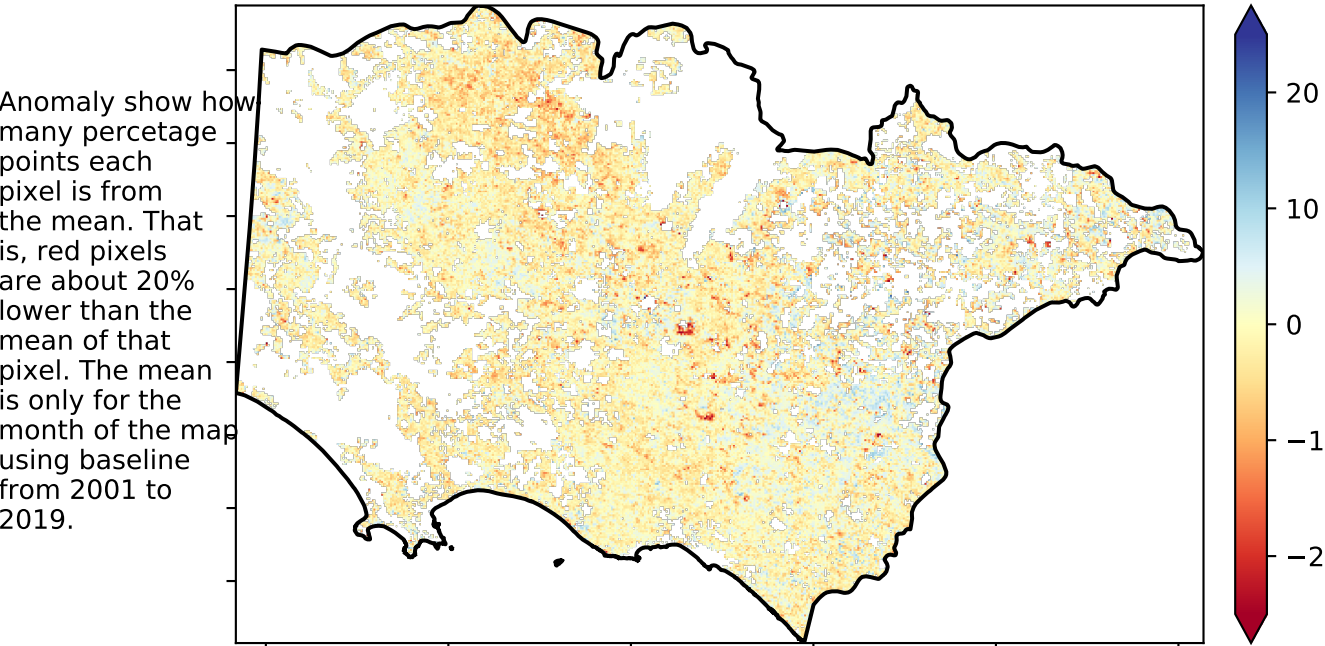 Anomaly show how
many percetage
points each
pixel is from
the mean. That
is, red pixels
are about 20%
lower than the
mean of that
pixel. The mean
is only for the
month of the map
using baseline
from 2001 to
2019.
20
10
0
−1
−2